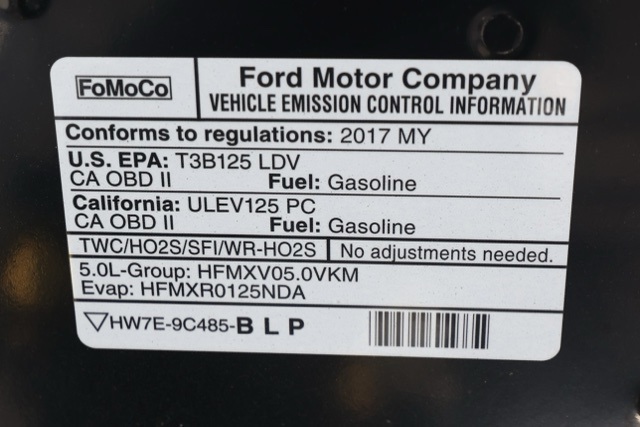 FoMoCo
Ford Motor Company
VEHICLE EMISSION CONTROL INFORMATION
Conforms to regulations: 2017 MY
U.S. EPA: T3B125 LDV
CA OBD II Fuel: Gasoline
California: ULEV125 PC
CA OBD II Fuel: Gasoline
TWC/HO2S/SFI/WR-HO2S No adjustments needed.
5.0L-Group: HFMXV05.0VKM
Evap: HFMXR0125NDA
HW7E-9C485-B L P